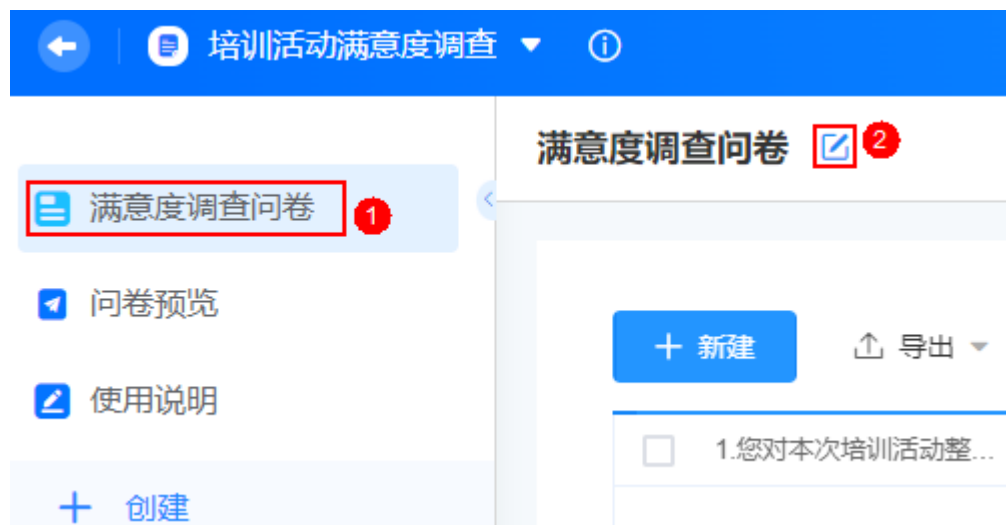 培训活动满意度调查
满意度调查问卷 2
满意度调查问卷 1
问卷预览
新建 导出
使用说明
1.您对本次培训活动整...
创建